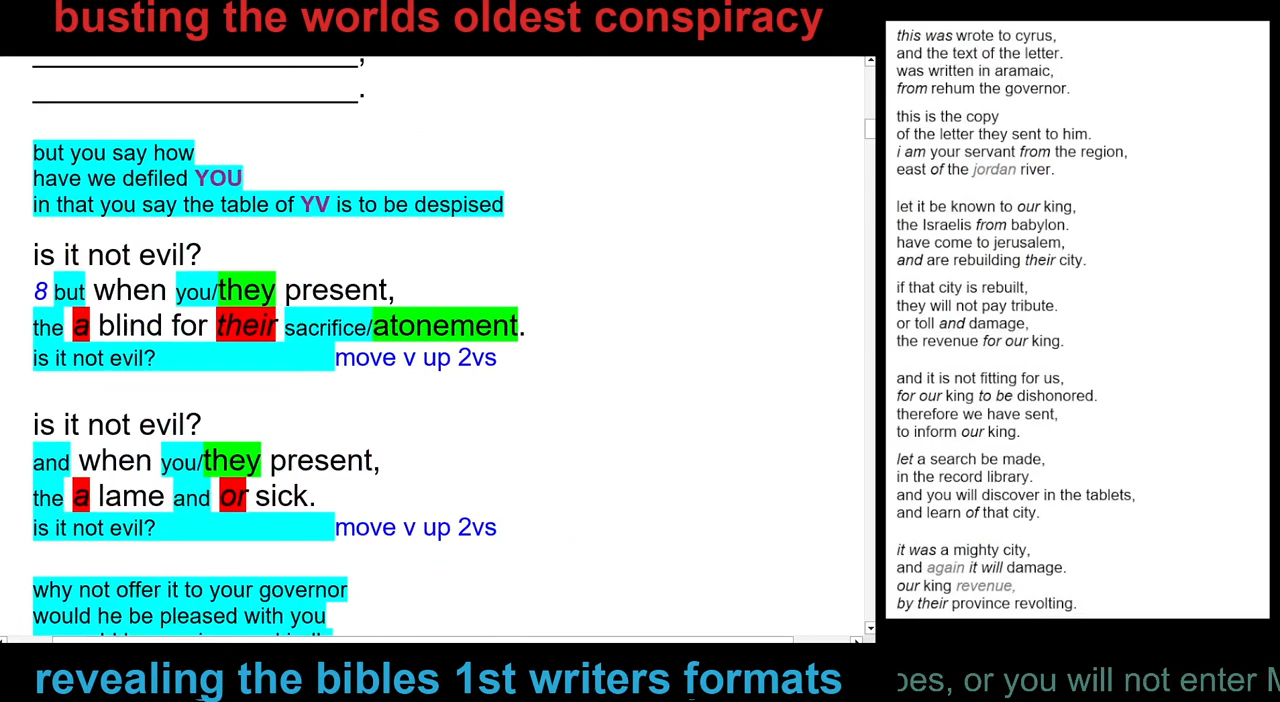 busting the worlds oldest conspiracy
____________________________,
____________________________.
but you say how
have we defiled YOU
in that you say the table of YV is to be despised
is it not evil?
8 but when you/they present,
the a blind for their sacrifice/atonement.
is it not evil? move v up 2vs
is it not evil?
and when you/they present,
the a lame and or sick.
is it not evil? move v up 2vs
why not offer it to your governor
would he be pleased with you
revealing the bibles 1st writers formats
this was wrote to cyrus,
and the text of the letter.
was written in aramaic,
from rehum the governor.
this is the copy
of the letter they sent to him.
i am your servant from the region,
east of the jordan river.
let it be known to our king,
the Israelis from babylon.
have come to jerusalem,
and are rebuilding their city.
if that city is rebuilt,
they will not pay tribute.
or toll and damage,
the revenue for our king.
and it is not fitting for us,
for our king to be dishonored.
therefore we have sent,
to inform our king.
let a search be made,
in the record library.
and you will discover in the tablets,
and learn of that city.
it was a mighty city,
and again it will damage.
our king revenue,
by their province revolting.
or you will not enter